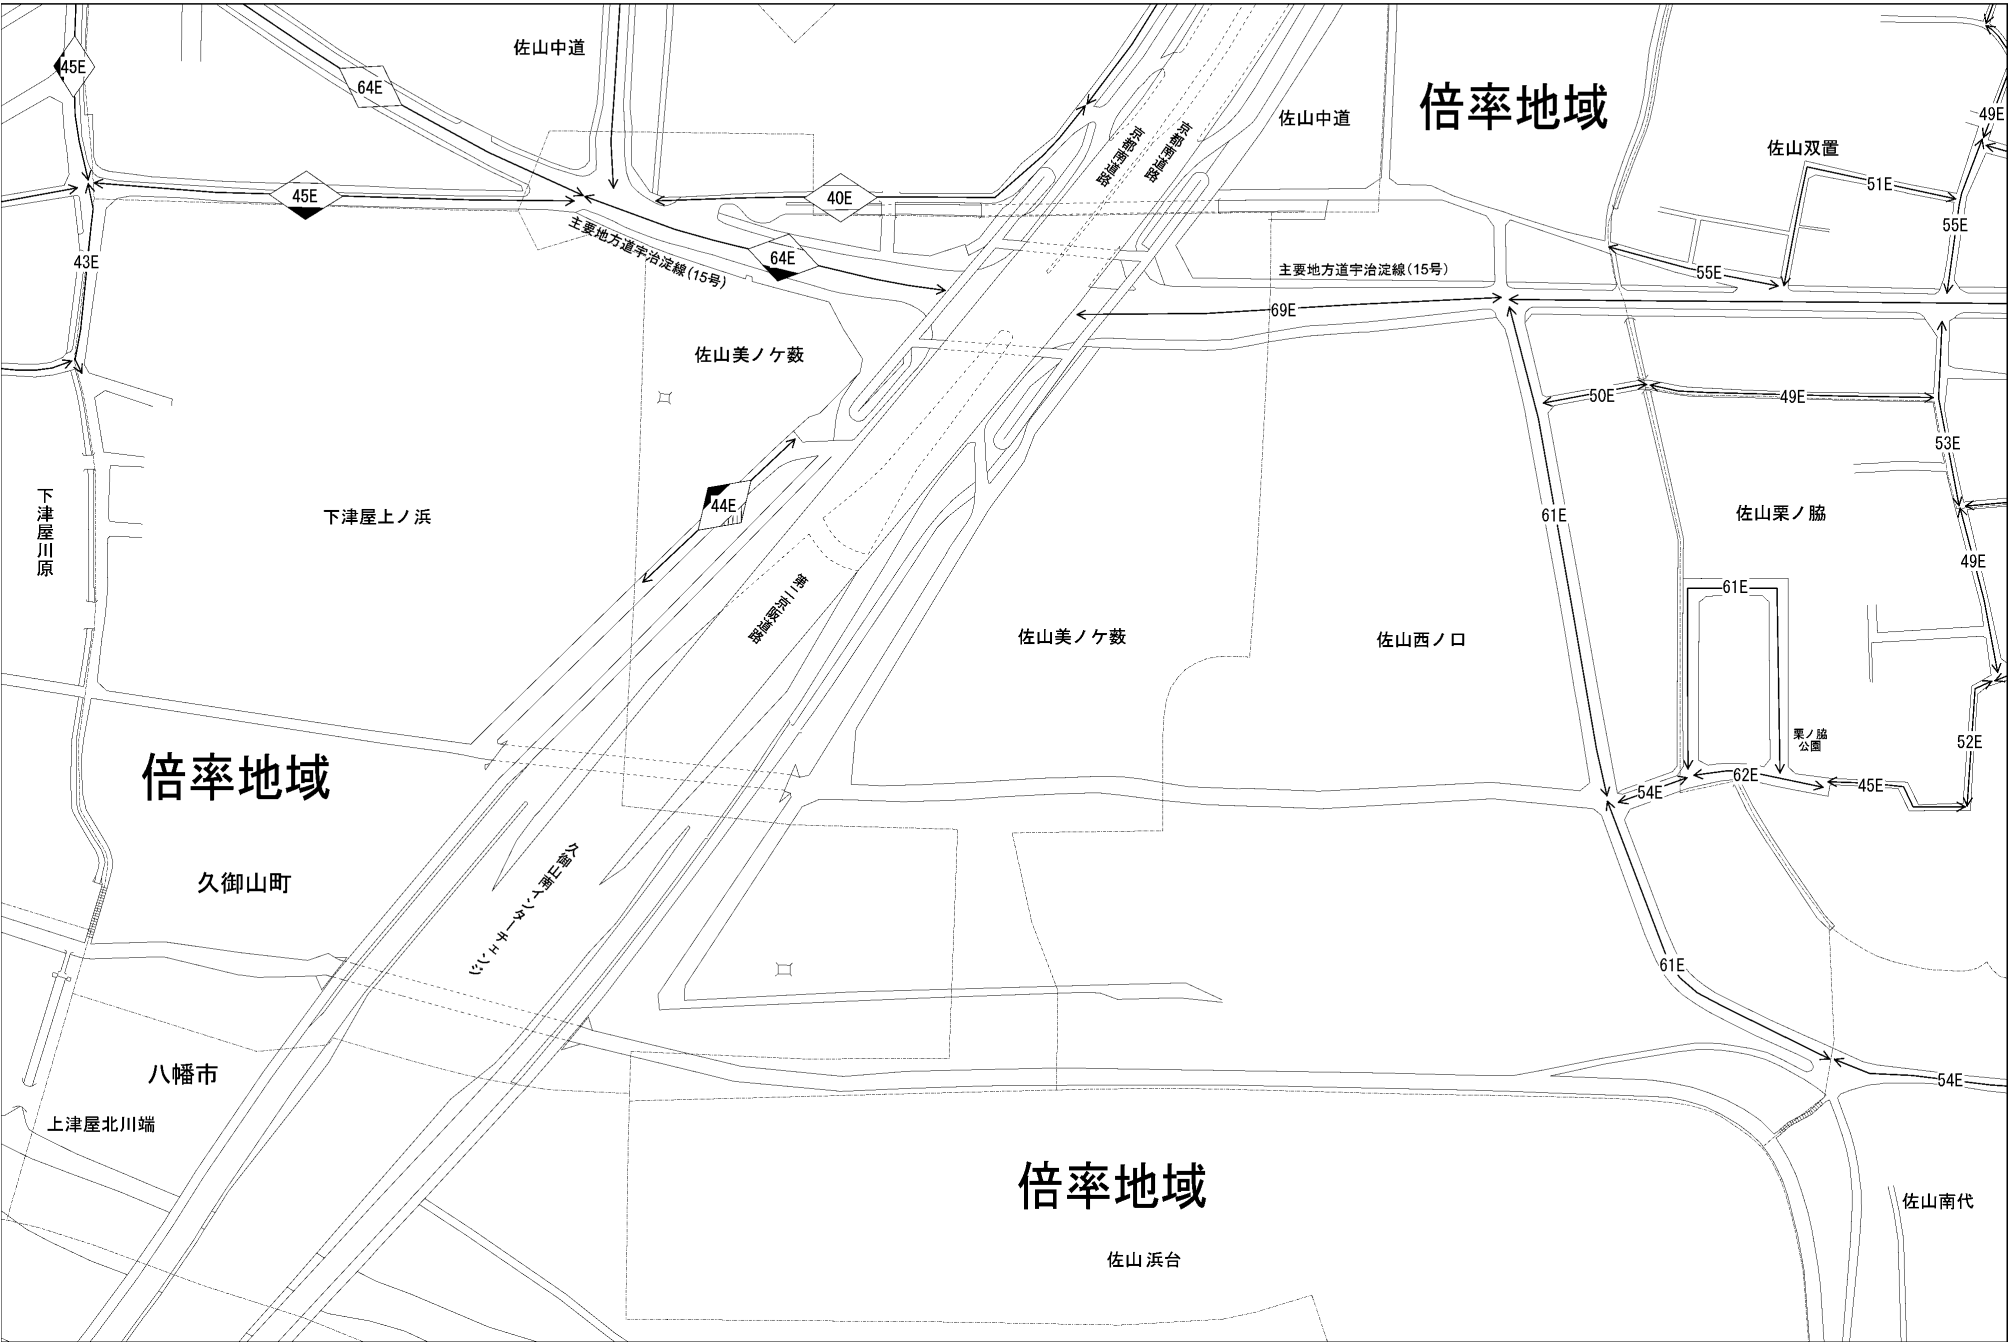 佐山中道
45E
64E
倍率地域
佐山中道
49E
佐山双置
京都南道路
京都南道路
51E
45E
40E
55E
主要地方道宇治淀線(15号)
64E
43E
主要地方道宇治淀線(15号)
55E
69E
佐山美ノケ薮
50E
49E
53E
44E
下津屋川原
下津屋上ノ浜
61E
佐山栗ノ脇
49E
第二京阪道路
61E
佐山美ノケ薮
佐山西ノ口
栗ノ脇
公園
52E
倍率地域
62E
54E
45E
久御山町
久御山南インターチェンジ
61E
八幡市
54E
上津屋北川端
倍率地域
佐山南代
佐山浜台